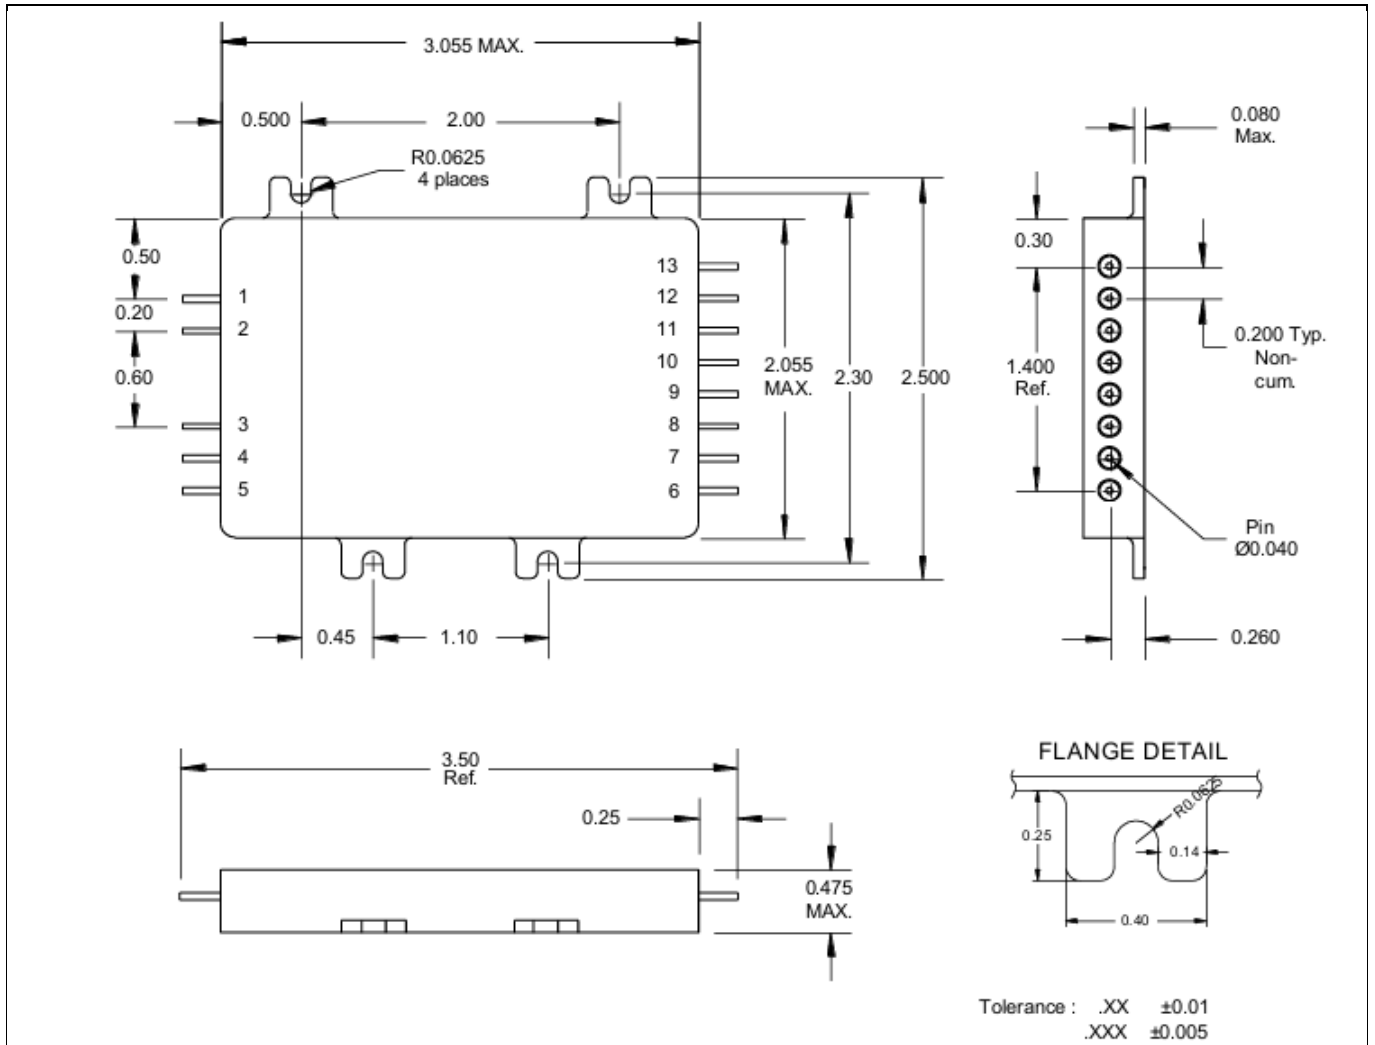 3.055 MAX.
0.500
2.00
0.080
Max.
R0.0625
4 places
0.50
0.30
13
1
12
0.20
2
11
0.200 Typ.
Non-
cum.
10
2.055
MAX.
2.30
2.500
1.400
Ref.
0.60
9
3
8
4
7
5
6
Pin
Ø0.040
0.45
1.10
0.260
3.50
Ref.
FLANGE DETAIL
R0.0625
0.25
0.25
0.14
0.475
MAX.
0.40
Tolerance : .XX ±0.01
.XXX ±0.005